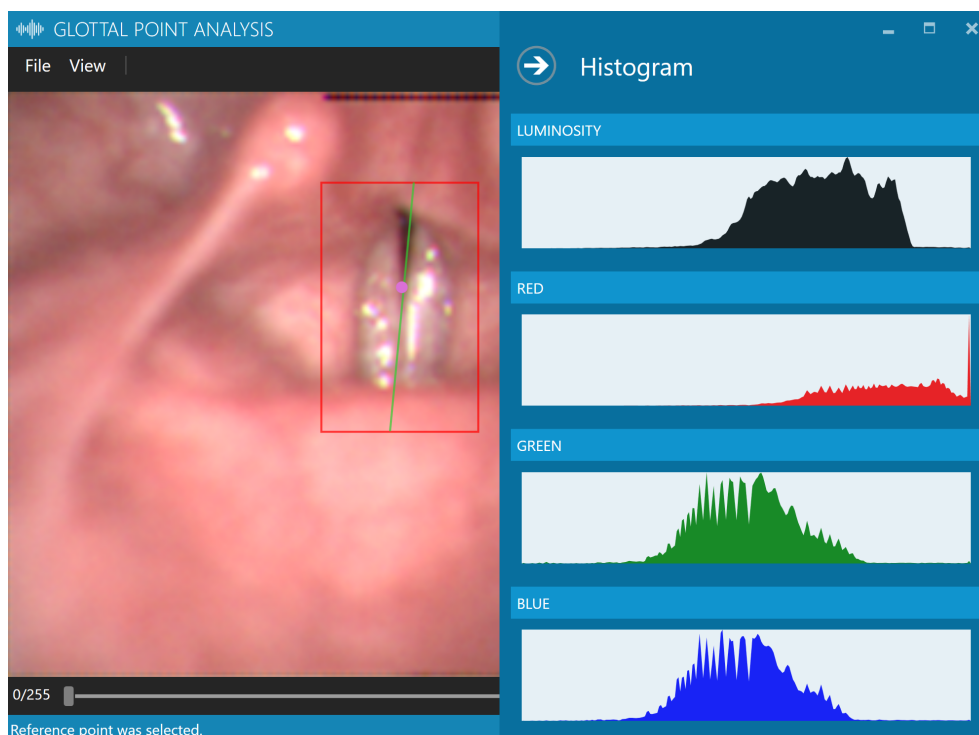 GLOTTAL POINT ANALYSIS
File View
Histogram
LUMINOSITY
RED
GREEN
BLUE
0/255
Reference point was selected.